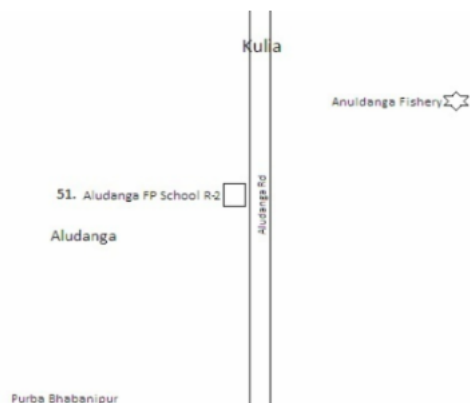 Kulia
Anuldanga Fishery
51. Aludanga FP School R-2
Aludanga Rd
Aludanga
Purba Bhabanipur